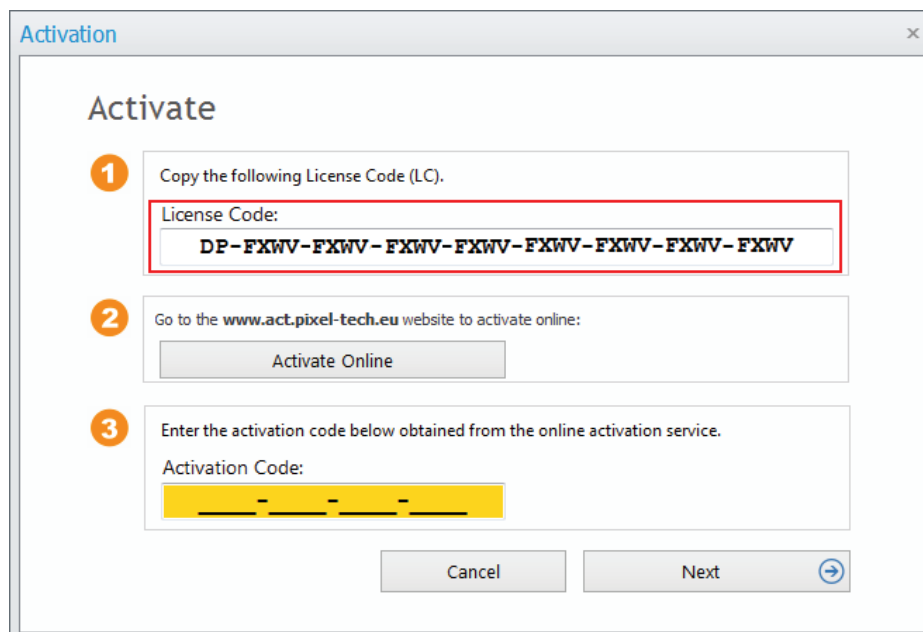 Activation
Activate
1
Copy the following License Code (LC).
License Code:
DP-FXWV-FXWV-FXWV-FXWV-FXWV-FXWV-FXWV-FXWV
2
Go to the www.act.pixel-tech.eu website to activate online:
Activate Online
3
Enter the activation code below obtained from the online activation service.
Activation Code:
____-____-____-____
Cancel
Next